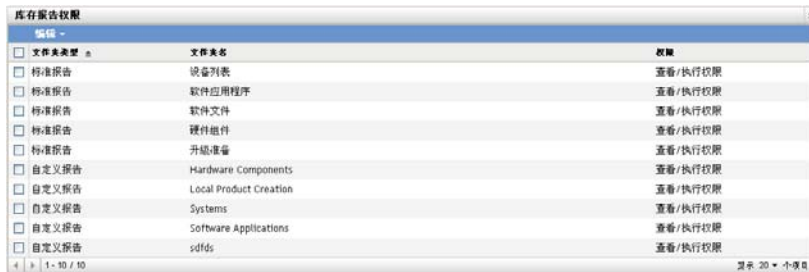 库存报告权限
编辑
文件夹类型 文件夹名 权限
标准报告 设备列表 查看/执行权限
标准报告 软件应用程序 查看/执行权限
标准报告 软件文件 查看/执行权限
标准报告 硬件组件 查看/执行权限
标准报告 升级准备 查看/执行权限
自定义报告 Hardware Components 查看/执行权限
自定义报告 Local Product Creation 查看/执行权限
自定义报告 Systems 查看/执行权限
自定义报告 Software Applications 查看/执行权限
自定义报告 sdfds 查看/执行权限
1 - 10 / 10 显示 20 个项目